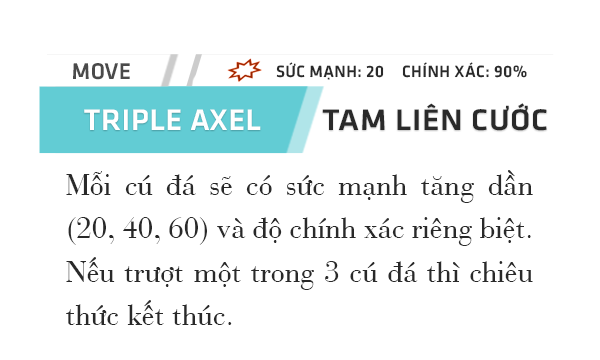 MOVE SỨC MẠNH: 20 CHÍNH XÁC: 90%
TRIPLE AXEL TAM LIÊN CƯỚC
Mỗi cú đá sẽ có sức mạnh tăng dần
(20, 40, 60) và độ chính xác riêng biệt.
Nếu trượt một trong 3 cú đá thì chiêu
thức kết thúc.